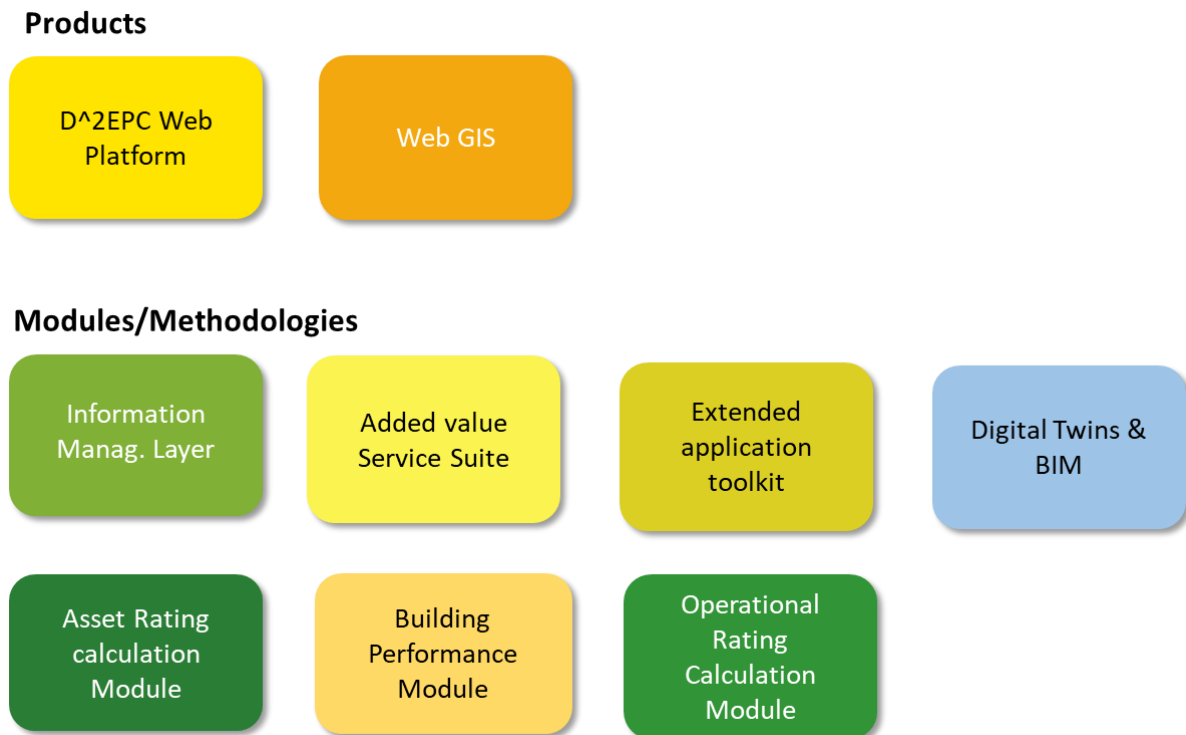 Products
D^2EPC Web
Platform
Web GIS
Modules/Methodologies
Information
Manag. Layer
Added value
Service Suite
Extended
application
toolkit
Digital Twins &
BIM
Asset Rating
calculation
Module
Building
Performance
Module
Operational
Rating
Calculation
Module